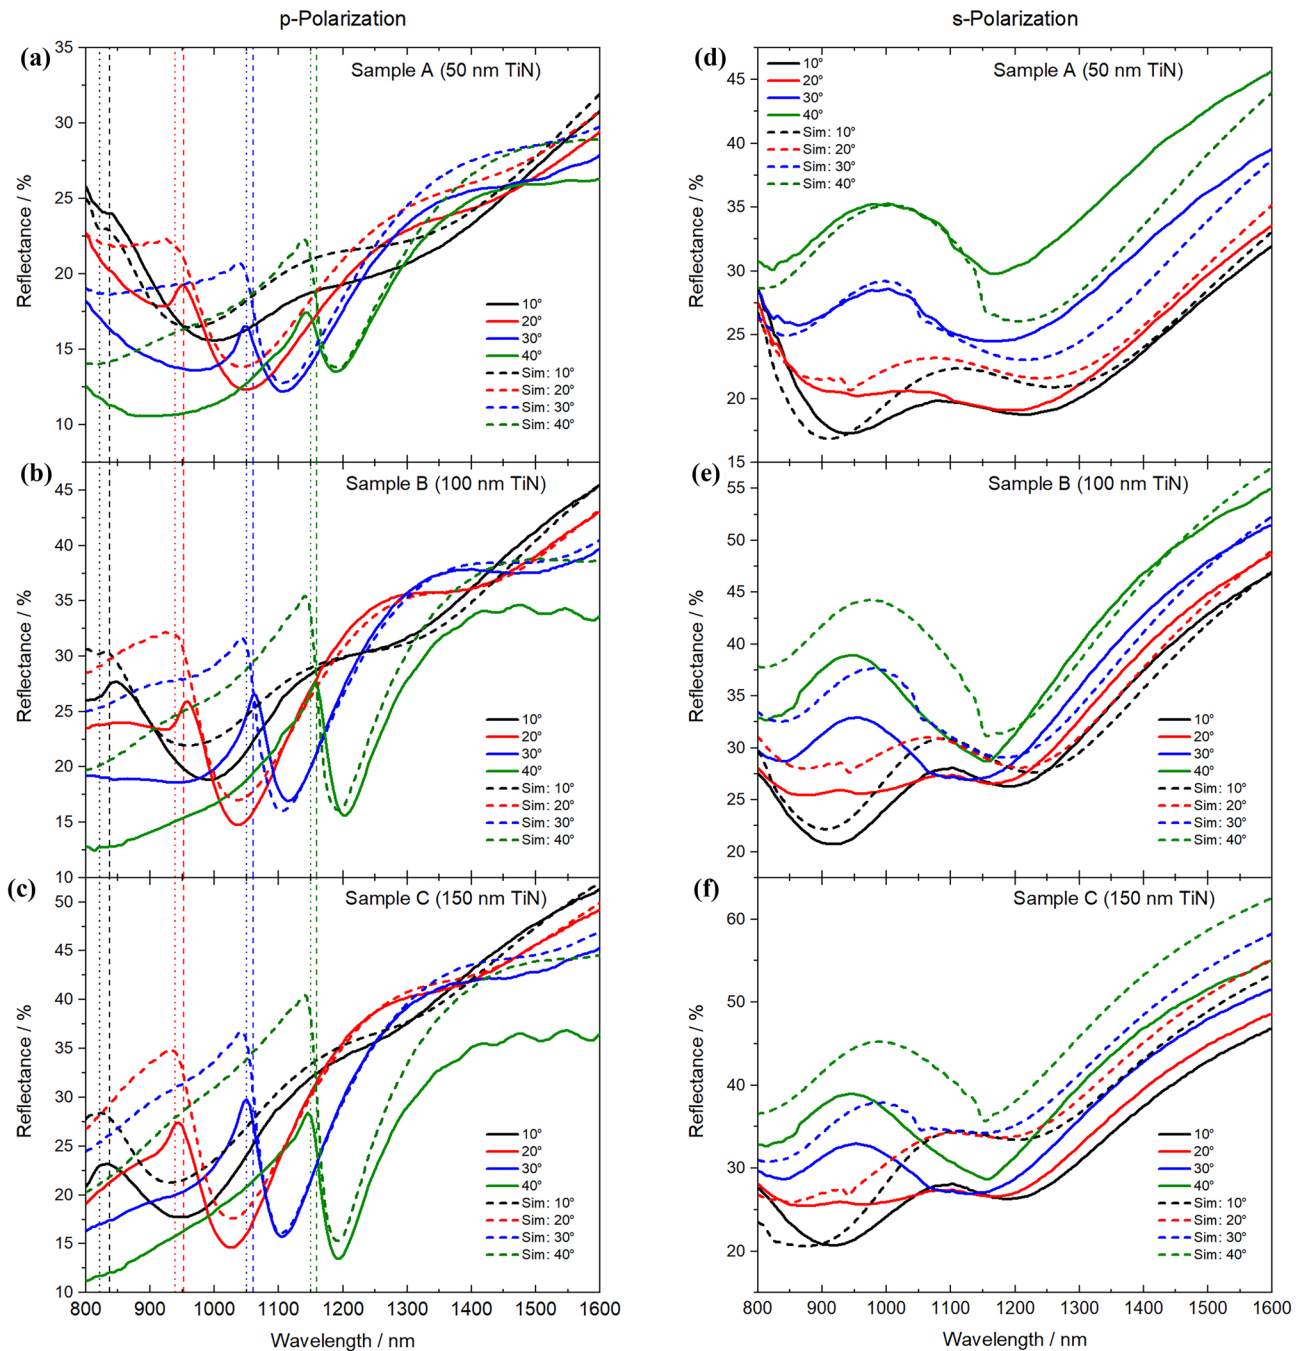 p-Polarization
s-Polarization
(a)
Sample A (50 nm TiN)
35
30
25
20
15
10
Reflectance / %
10°
20°
30°
40°
Sim: 10°
Sim: 20°
Sim: 30°
Sim: 40°
(b)
Sample B (100 nm TiN)
45
40
35
30
25
20
15
10
Reflectance / %
10°
20°
30°
40°
Sim: 10°
Sim: 20°
Sim: 30°
Sim: 40°
(c)
Sample C (150 nm TiN)
50
45
40
35
30
25
20
15
10
Reflectance / %
10°
20°
30°
40°
Sim: 10°
Sim: 20°
Sim: 30°
Sim: 40°
800 900 1000 1100 1200 1300 1400 1500 1600
Wavelength / nm
(d)
Sample A (50 nm TiN)
45
40
35
30
25
20
15
Reflectance / %
10°
20°
30°
40°
Sim: 10°
Sim: 20°
Sim: 30°
Sim: 40°
(e)
Sample B (100 nm TiN)
55
50
45
40
35
30
25
20
Reflectance / %
10°
20°
30°
40°
Sim: 10°
Sim: 20°
Sim: 30°
Sim: 40°
(f)
Sample C (150 nm TiN)
60
50
40
30
20
Reflectance / %
10°
20°
30°
40°
Sim: 10°
Sim: 20°
Sim: 30°
Sim: 40°
800 900 1000 1100 1200 1300 1400 1500 1600
Wavelength / nm